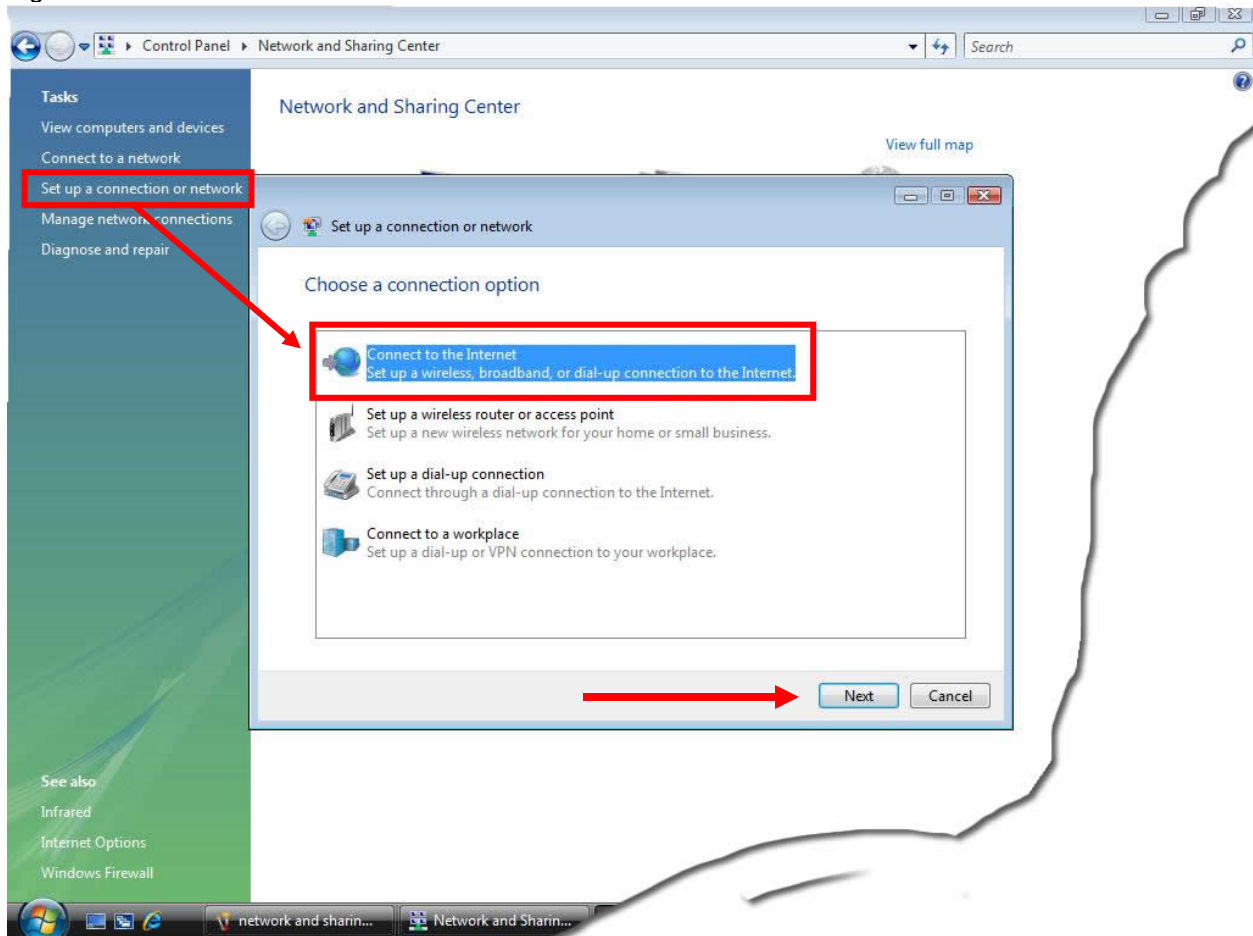 Control Panel Network and Sharing Center
Search
Tasks
View computers and devices
Connect to a network
Set up a connection or network
Manage network connections
Diagnose and repair
Network and Sharing Center
View full map
Set up a connection or network
Choose a connection option
Connect to the Internet
Set up a wireless, broadband, or dial-up connection to the Internet.
Set up a wireless router or access point
Set up a new wireless network for your home or small business.
Set up a dial-up connection
Connect through a dial-up connection to the Internet.
Connect to a workplace
Set up a dial-up or VPN connection to your workplace.
Next Cancel
See also
Infrared
Internet Options
Windows Firewall
network and sharin... Network and Sharin...